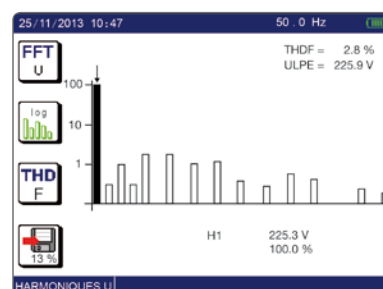 25/11/2013 10:47 50.0 Hz
FFT
U
THDF = 2.8 %
ULPE = 225.9 V
100
log
10
1
THD
F
H1 225.3 V
100.0 %
13 %
HARMONIQUES U